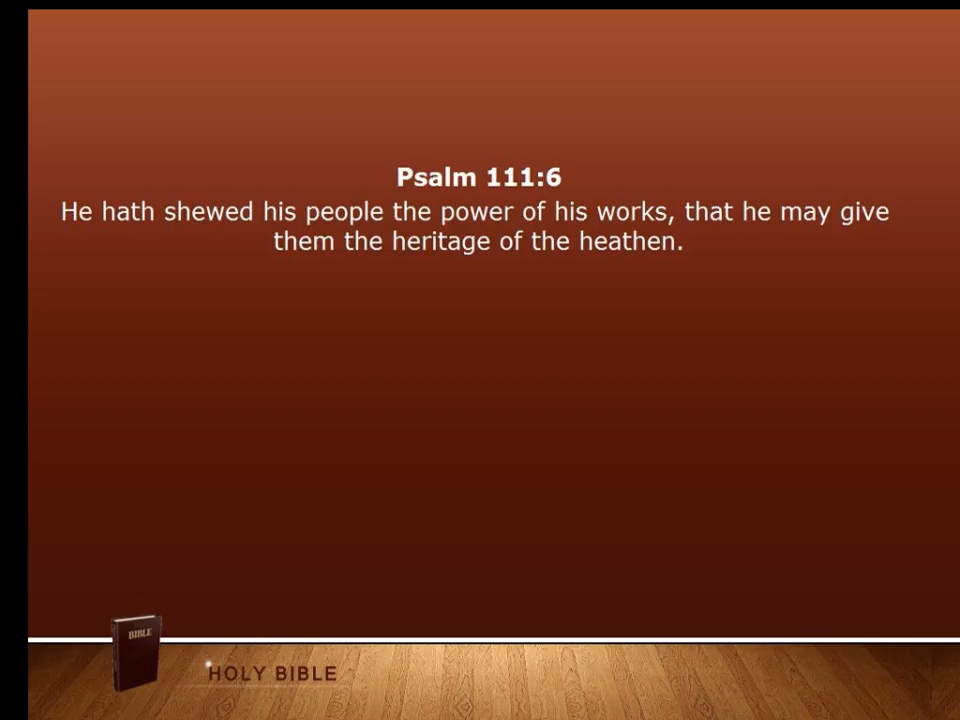 Psalm 111:6
He hath shewed his people the power of his works, that he may give
them the heritage of the heathen.
BIBLE
HOLY BIBLE